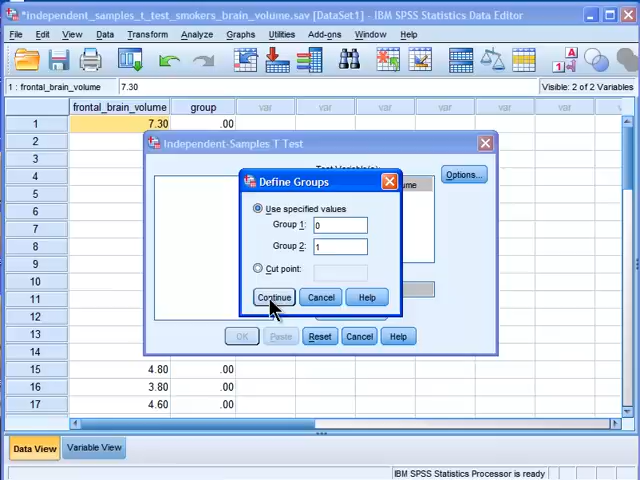 *independent_samples_t_test_smokers_brain_volume.sav [DataSet1] - IBM SPSS Statistics Data Editor
File Edit View Data Transform Analyze Graphs Utilities Add-ons Window Help
1 : frontal_brain_volume 7.30 Visible: 2 of 2 Variables
frontal_brain_volume group var var var var var var
1 7.30 .00
2
3
4
5
6
7
8
9
10
11
12
13
14
15 4.80 .00
16 3.80 .00
17 4.60 .00
Independent-Samples T Test
Test Variable(s):
Options...
ume
OK Paste Reset Cancel Help
Define Groups
Use specified values
Group 1: 0
Group 2: 1
Cut point:
Continue Cancel Help
Data View Variable View
IBM SPSS Statistics Processor is ready